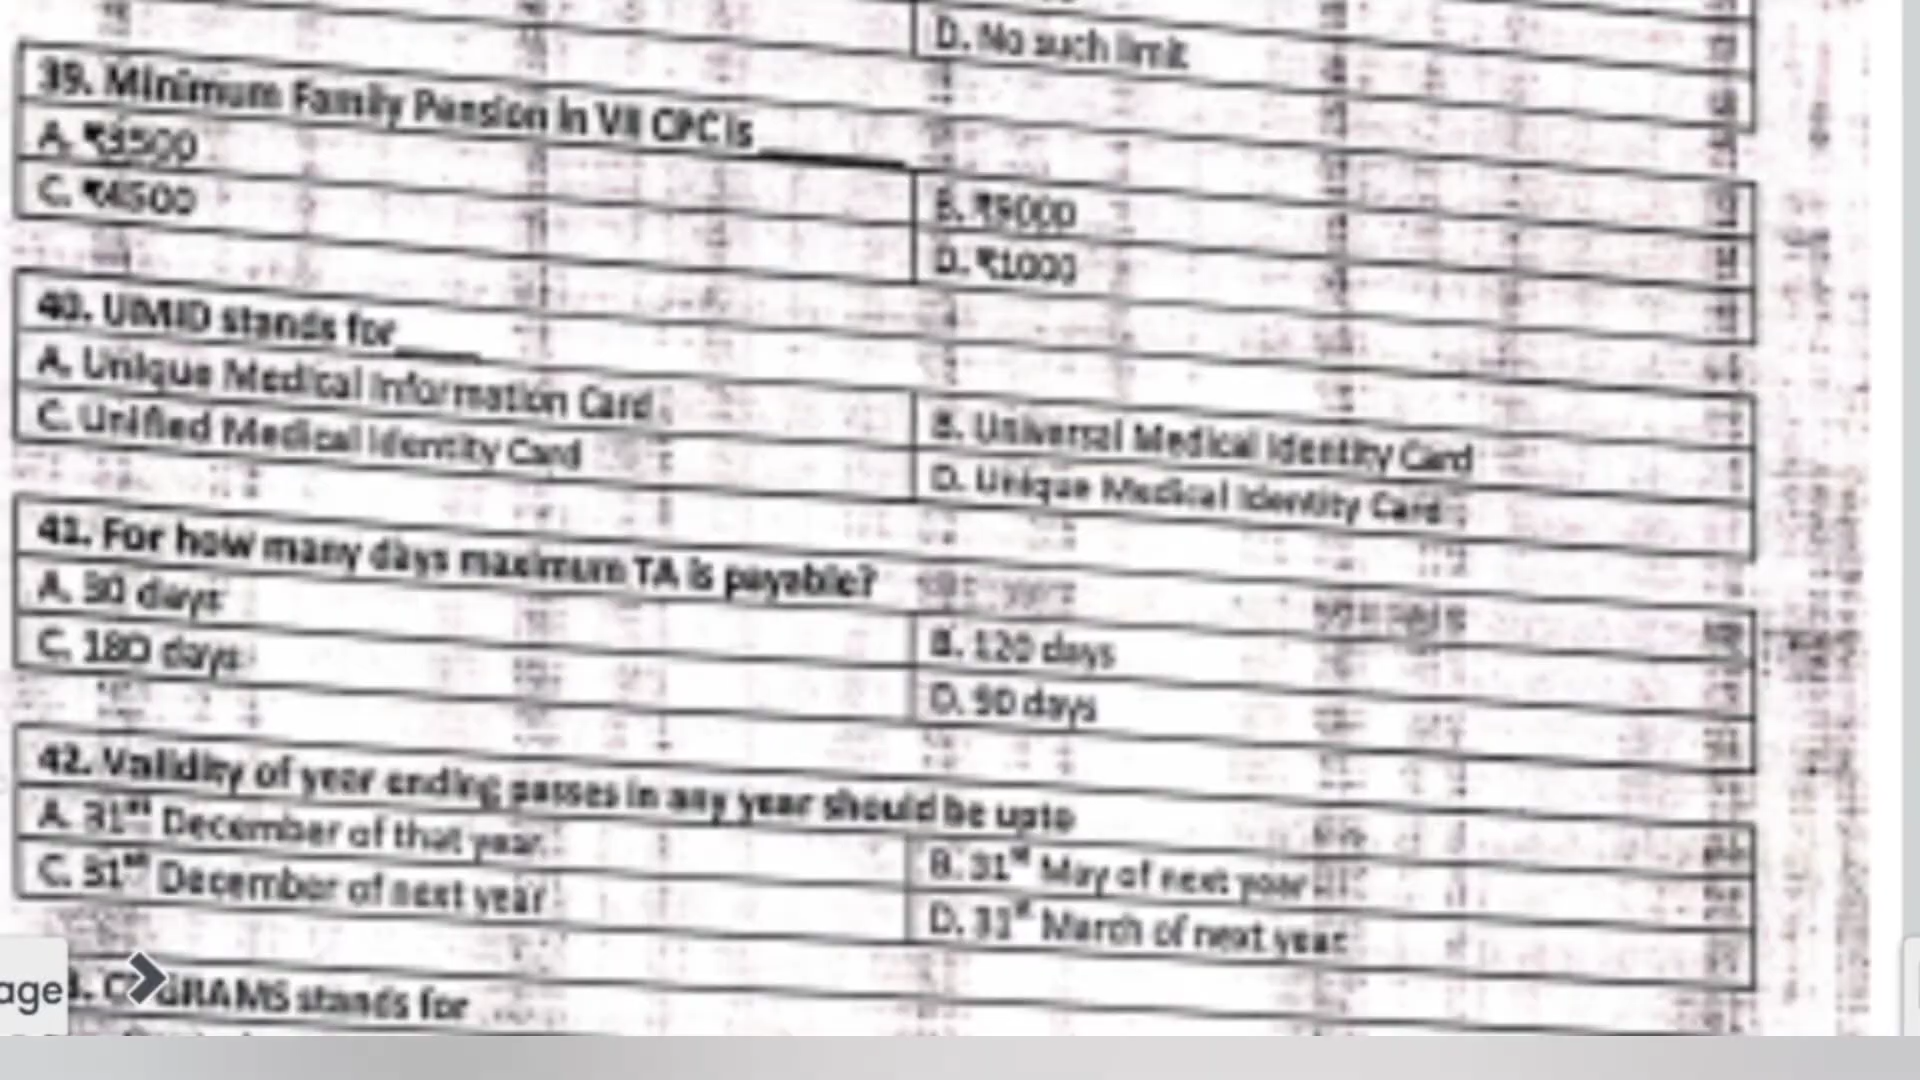 D. No such limit
39. Minimum Family Pension in VII CPC is ______
A. ₹3500
B. ₹9000
C. ₹4500
D. ₹1000
40. UMID stands for____
A. Unique Medical Information Card
B. Universal Medical Identity Card
C. Unified Medical Identity Card
D. Unique Medical Identity Card
41. For how many days maximum TA is payable?
A. 30 days
B. 120 days
C. 180 days
D. 90 days
42. Validity of year ending passes in any year should be upto
A. 31st December of that year
B. 31st May of next year
C. 31st December of next year
D. 31st March of next year
GRAMS stands for
age